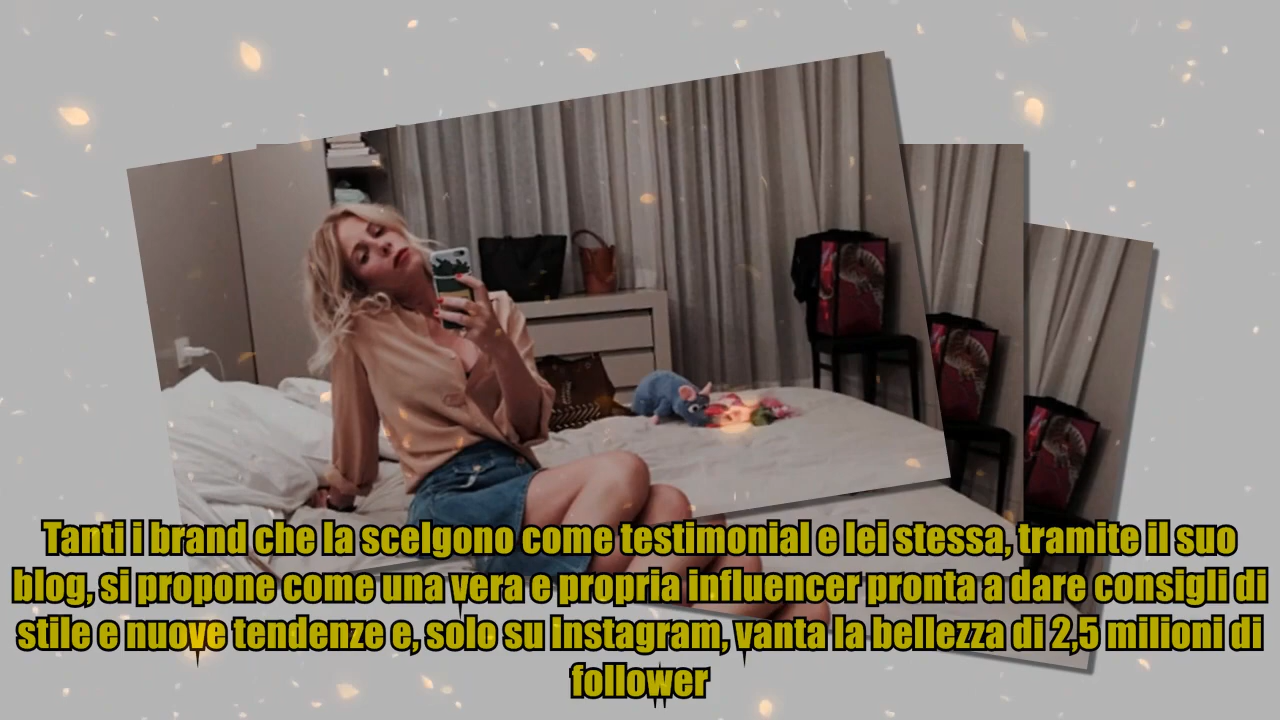 Tanti i brand che la scelgono come testimonial e lei stessa, tramite il suo
blog, si propone come una vera e propria influencer pronta a dare consigli di
stile e nuove tendenze e, solo su Instagram, vanta la bellezza di 2,5 milioni di
follower